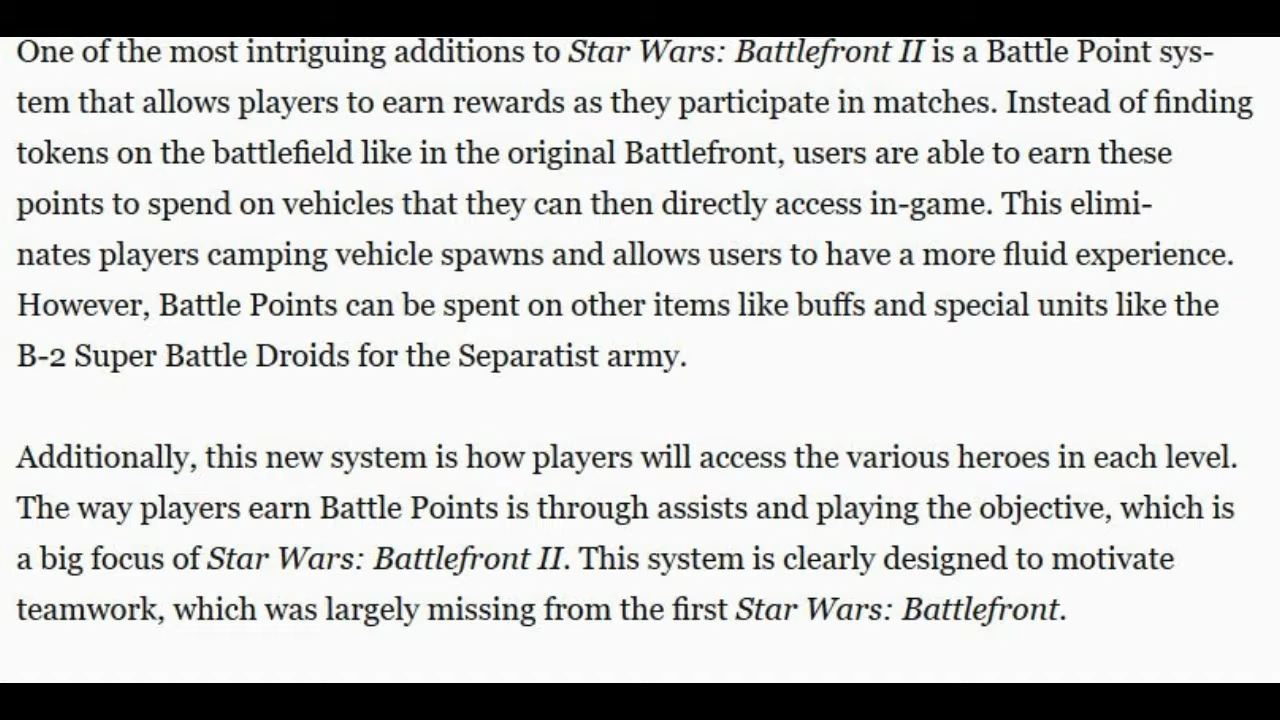 One of the most intriguing additions to Star Wars: Battlefront II is a Battle Point sys-
tem that allows players to earn rewards as they participate in matches. Instead of finding
tokens on the battlefield like in the original Battlefront, users are able to earn these
points to spend on vehicles that they can then directly access in-game. This elimi-
nates players camping vehicle spawns and allows users to have a more fluid experience.
However, Battle Points can be spent on other items like buffs and special units like the
B-2 Super Battle Droids for the Separatist army.
Additionally, this new system is how players will access the various heroes in each level.
The way players earn Battle Points is through assists and playing the objective, which is
a big focus of Star Wars: Battlefront II. This system is clearly designed to motivate
teamwork, which was largely missing from the first Star Wars: Battlefront.